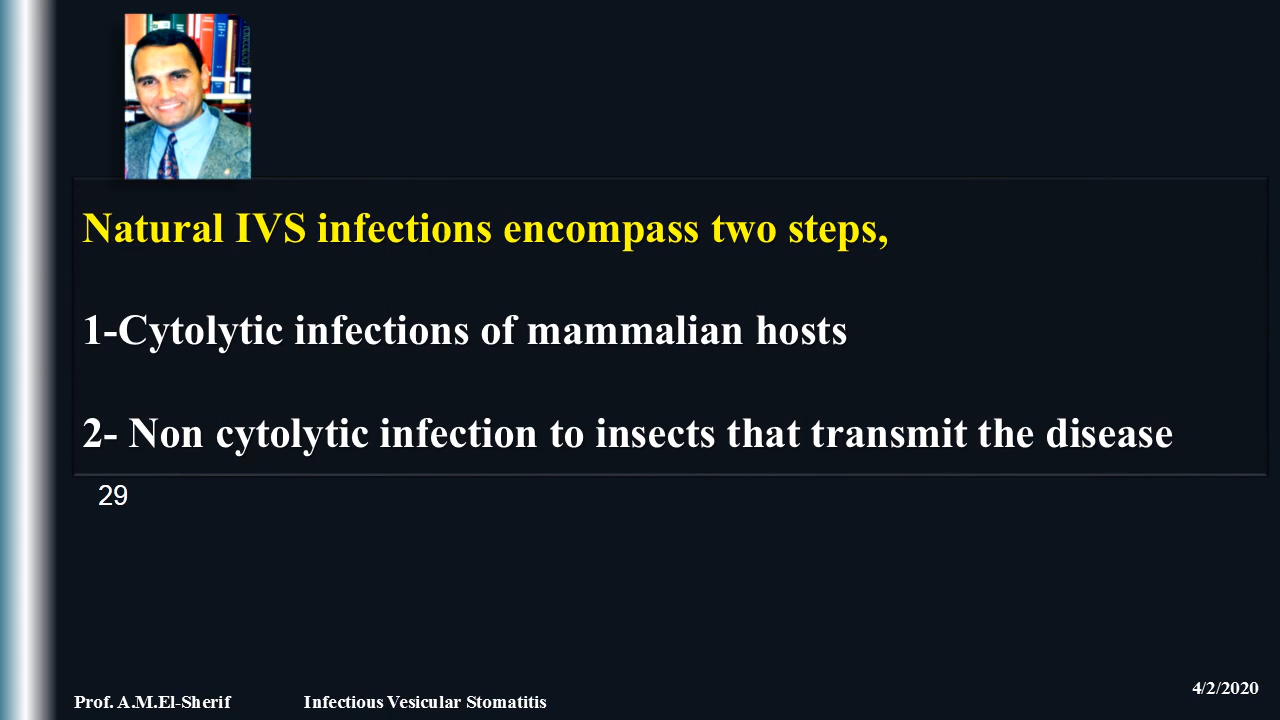 Natural IVS infections encompass two steps,
1-Cytolytic infections of mammalian hosts
2- Non cytolytic infection to insects that transmit the disease
29
Prof. A.M.El-Sherif
Infectious Vesicular Stomatitis
4/2/2020